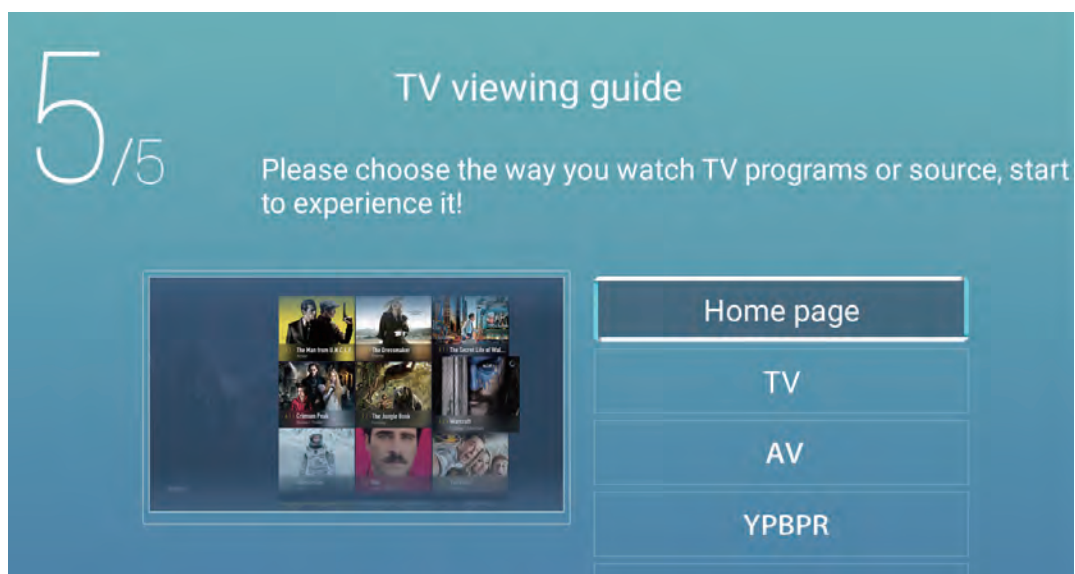 5/5
TV viewing guide
Please choose the way you watch TV programs or source, start
to experience it!
The Man from U.N.C.L.E
The Dressmaker
The Secret Life of Wal...
Crimson Peak
The Jungle Book
Warcraft
Home page
TV
AV
YPBPR